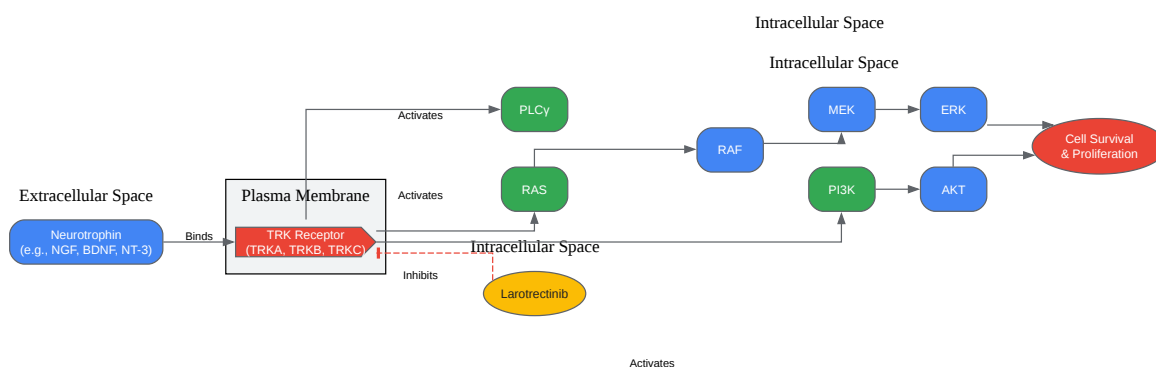 Intracellular Space
Intracellular Space
MEK
ERK
PLCγ
Activates
Cell Survival
& Proliferation
RAF
Extracellular Space
Plasma Membrane
Activates
RAS
PI3K
AKT
Neurotrophin
(e.g., NGF, BDNF, NT-3)
Binds
TRK Receptor
(TRKA, TRKB, TRKC)
Intracellular Space
Inhibits
Larotrectinib
Activates